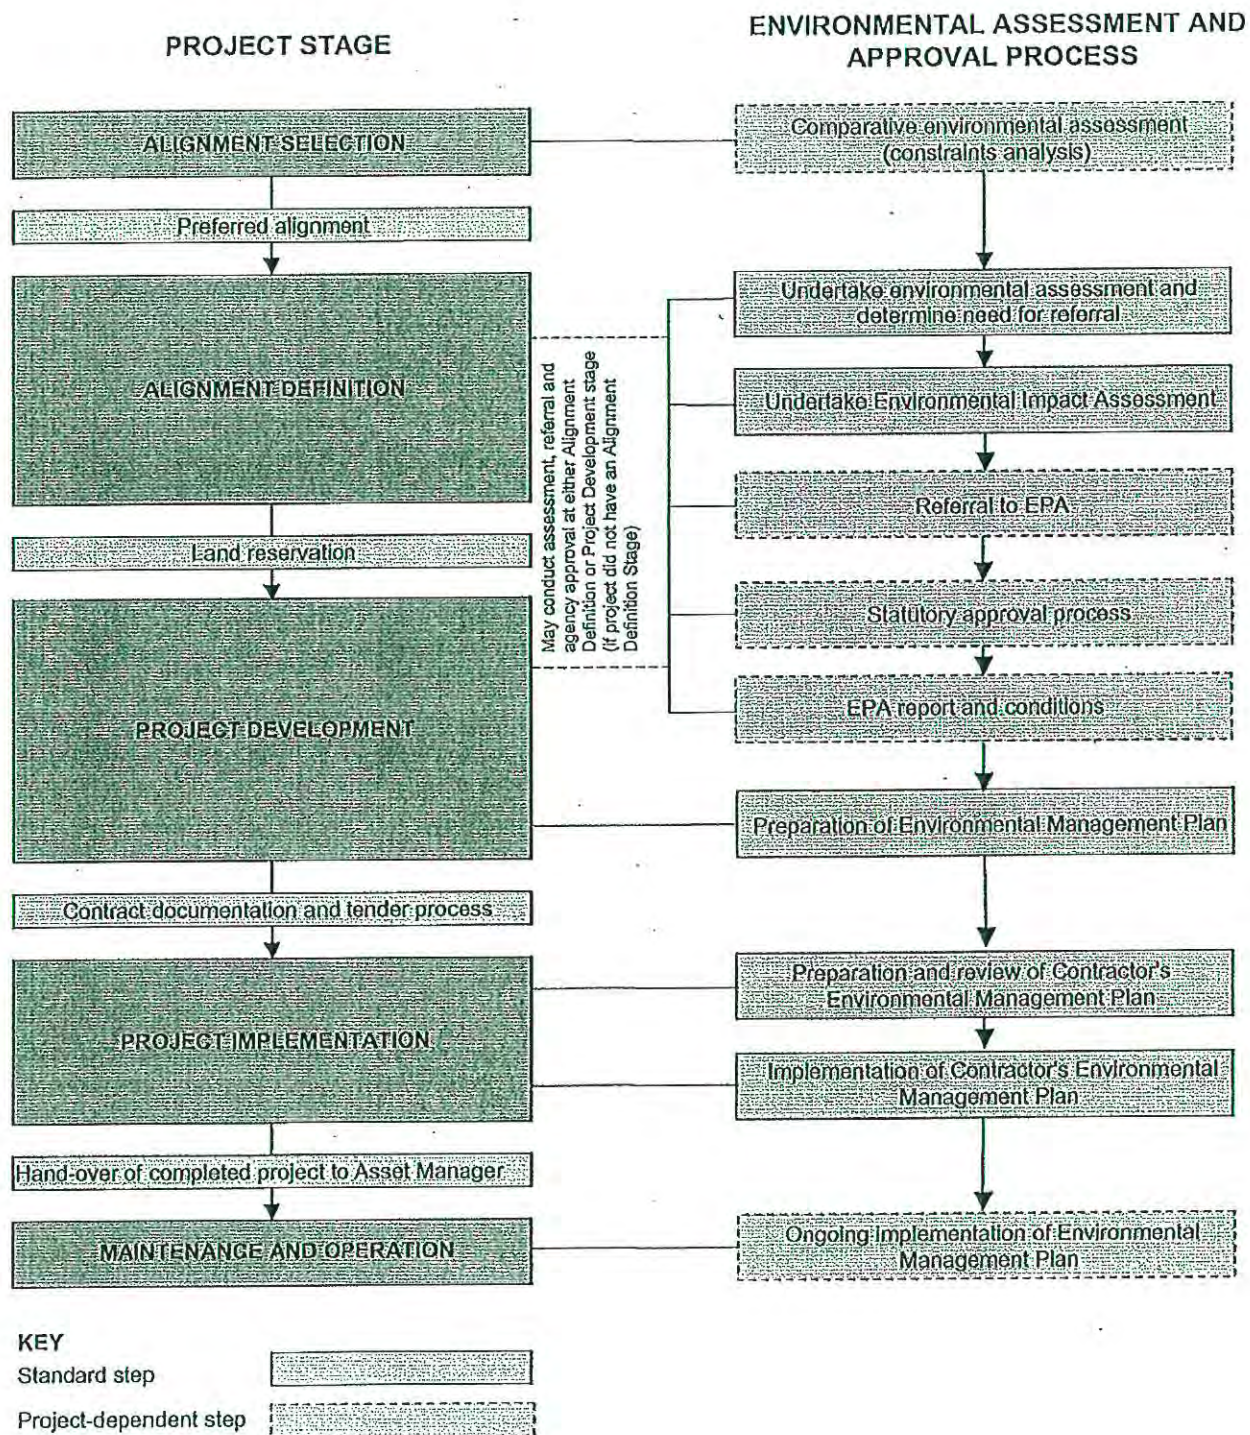 PROJECT STAGE
ENVIRONMENTAL ASSESSMENT AND
APPROVAL PROCESS
ALIGNMENT SELECTION
Comparative environmental assessment
(constraints analysis)
Preferred alignment
Undertake environmental assessment and
determine need for referral
ALIGNMENT DEFINITION
May conduct assessment, referral and
agency approval at either Alignment
Definition or Project Development stage
(if project did not have an Alignment
Definition Stage)
Undertake Environmental Impact Assessment
Referral to EPA
Land reservation
Statutory approval process
PROJECT DEVELOPMENT
EPA report and conditions
Preparation of Environmental Management Plan
Contract documentation and tender process
PROJECT IMPLEMENTATION
Preparation and review of Contractor's
Environmental Management Plan
Implementation of Contractor's Environmental
Management Plan
Hand-over of completed project to Asset Manager
MAINTENANCE AND OPERATION
Ongoing implementation of Environmental
Management Plan
KEY
Standard step
Project-dependent step